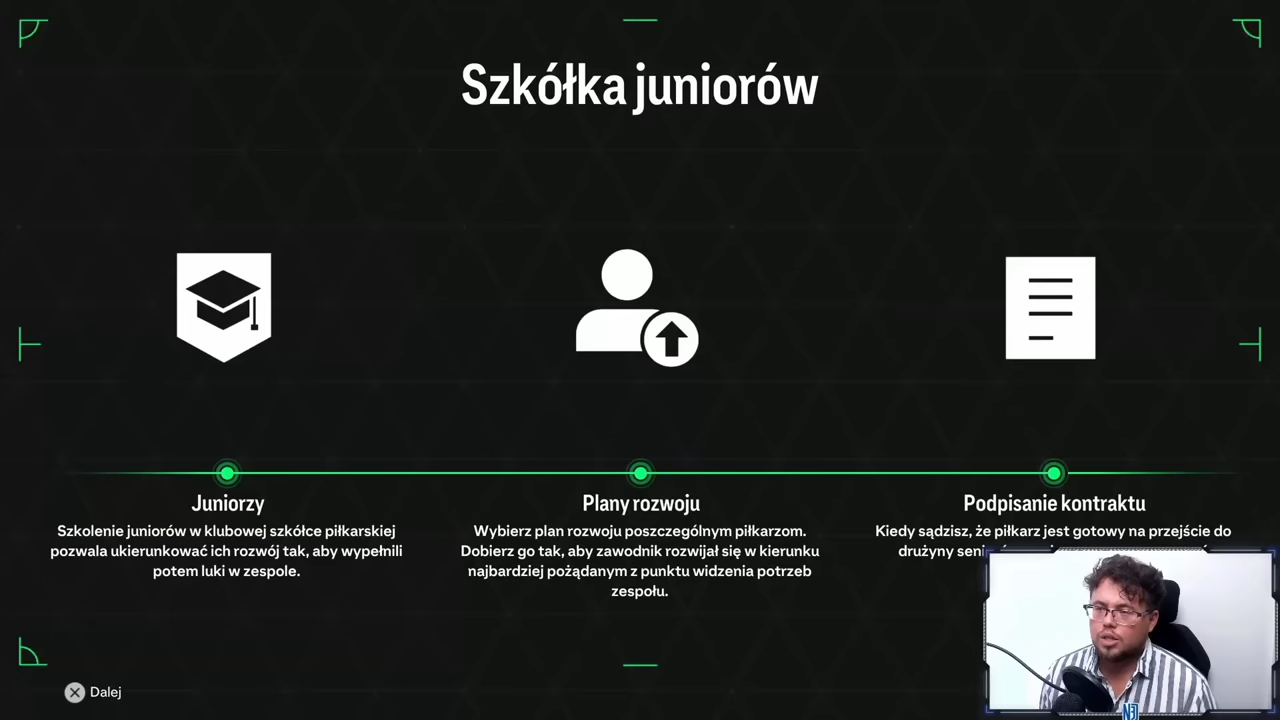 Szkółka juniorów
Juniorzy
Szkolenie juniorów w klubowej szkółce piłkarskiej
pozwala ukierunkować ich rozwój tak, aby wypełnili
potem luki w zespole.
Plany rozwoju
Wybierz plan rozwoju poszczególnym piłkarzom.
Dobierz go tak, aby zawodnik rozwijał się w kierunku
najbardziej pożądanym z punktu widzenia potrzeb
zespołu.
Podpisanie kontraktu
Kiedy sądzisz, że piłkarz jest gotowy na przejście do
drużyny
Dalej